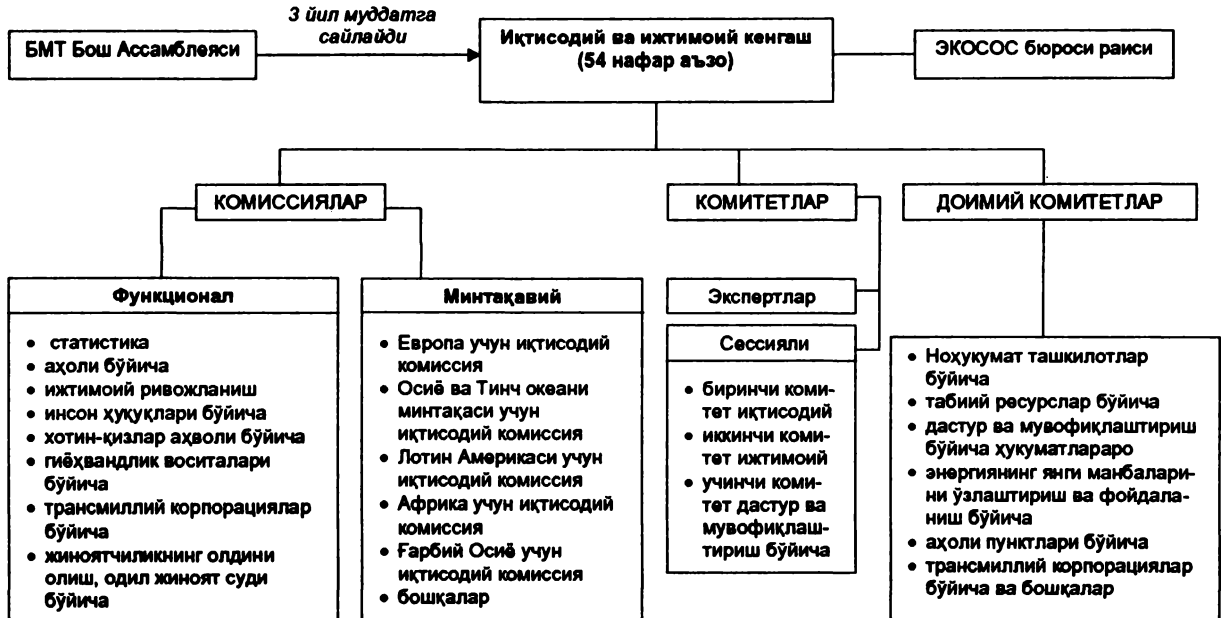 3 йил муддатга
сайлайди
БМТ Бош Ассамблеяси
Иқтисодий ва ижтимоий кенгаш
(54 нафар аъзо)
ЭКОСОС бюроси раиси
КОМИССИЯЛАР
КОМИТЕТЛАР
ДОИМИЙ КОМИТЕТЛАР
Функционал
• статистика
• аҳоли бўйича
• ижтимоий ривожланиш
• инсон ҳуқуқлари бўйича
• хотин-қизлар аҳволи бўйича
• гиёҳвандлик воситалари
бўйича
• трансмиллий корпорациялар
бўйича
• жиноятчиликнинг олдини
олиш, одил жиноят суди
бўйича
Минтақавий
• Европа учун иқтисодий
комиссия
• Осиё ва Тинч океани
минтақаси учун
иқтисодий комиссия
• Лотин Америкаси учун
иқтисодий комиссия
• Африка учун иқтисодий
комиссия
• Ғарбий Осиё учун
иқтисодий комиссия
• бошқалар
Экспертлар
Сессияли
• биринчи коми-
тет иқтисодий
• иккинчи коми-
тет ижтимоий
• учинчи коми-
тет дастур ва
мувофиқлаш-
тириш бўйича
• Ноҳукумат ташкилотлар
бўйича
• табиий ресурслар бўйича
• дастур ва мувофиқлаштириш
бўйича ҳукуматлараро
• энергиянинг янги манбалари-
ни ўзлаштириш ва фойдала-
ниш бўйича
• аҳоли пунктлари бўйича
• трансмиллий корпорациялар
бўйича ва бошқалар